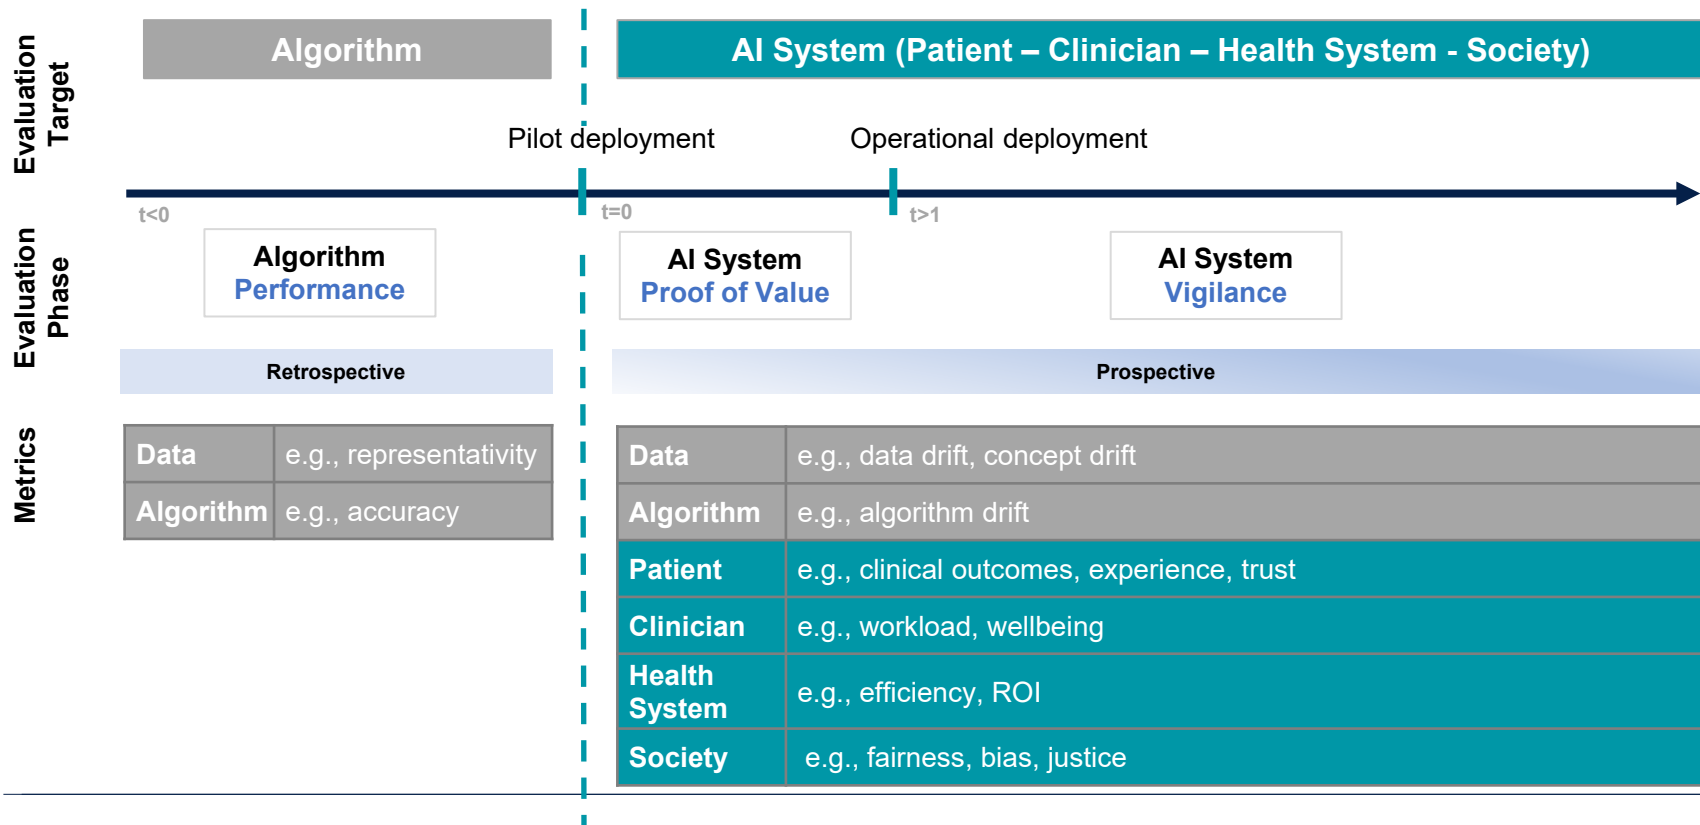 Evaluation
Target
Algorithm
AI System (Patient – Clinician – Health System - Society)
Pilot deployment
Operational deployment
t<0
t=0
t>1
Evaluation
Phase
Algorithm
Performance
AI System
Proof of Value
AI System
Vigilance
Retrospective
Prospective
Metrics
Data
e.g., representativity
Algorithm
e.g., accuracy
Data
e.g., data drift, concept drift
Algorithm
e.g., algorithm drift
Patient
e.g., clinical outcomes, experience, trust
Clinician
e.g., workload, wellbeing
Health
System
e.g., efficiency, ROI
Society
e.g., fairness, bias, justice